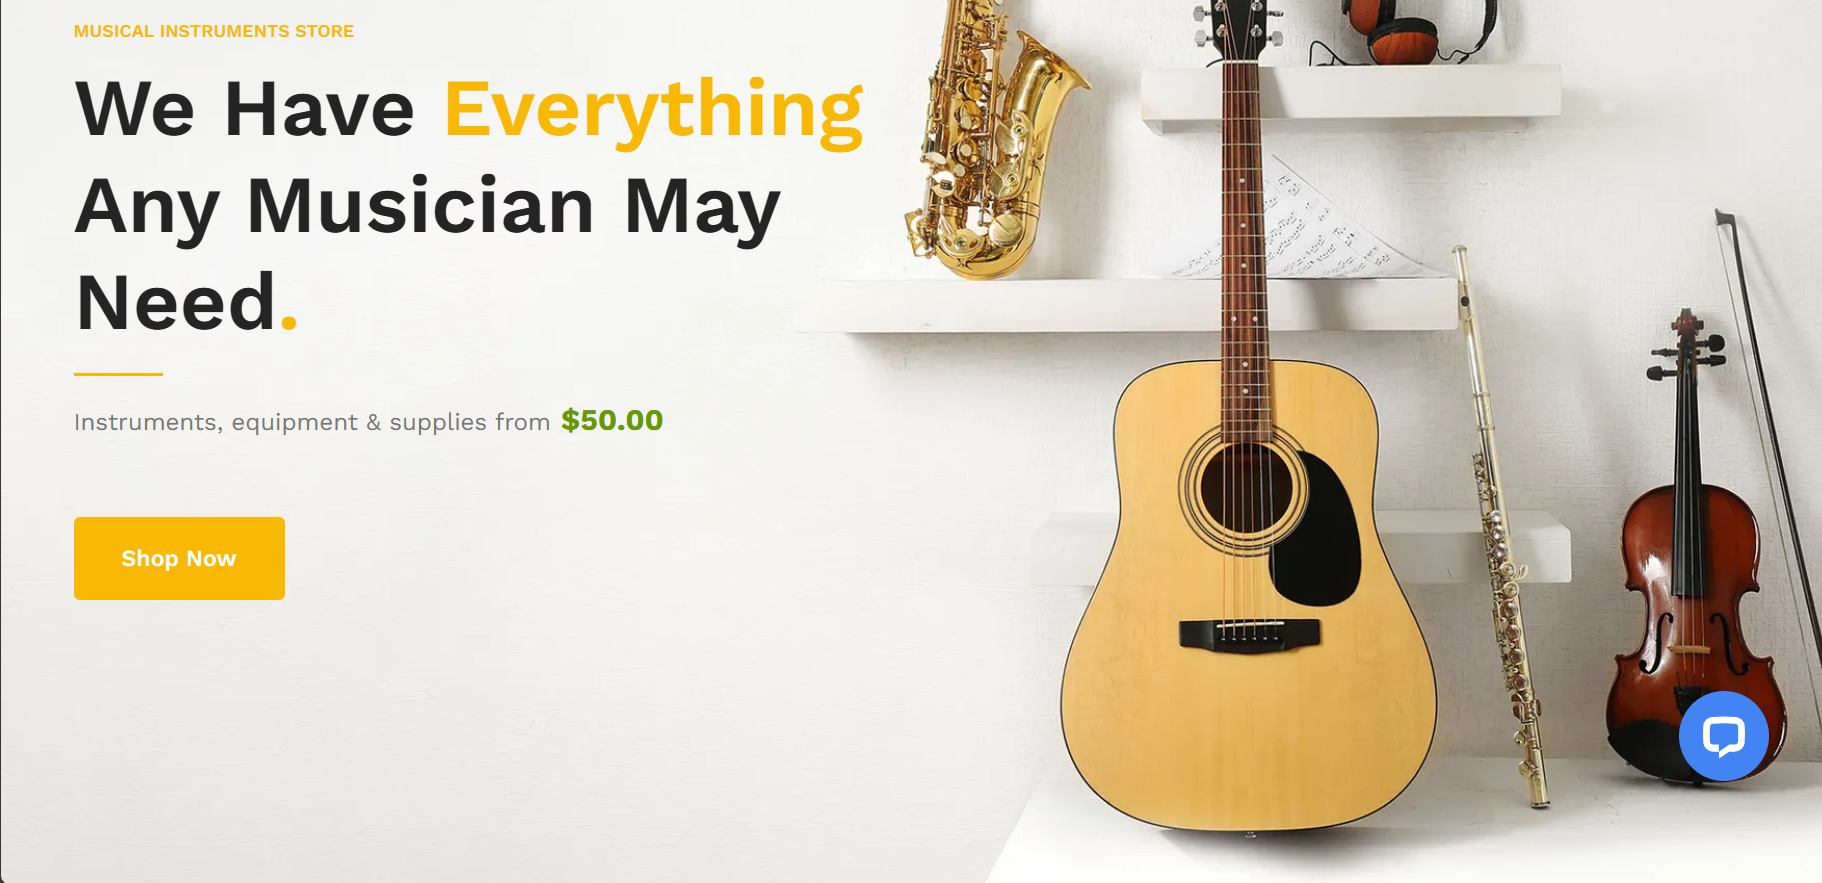 MUSICAL INSTRUMENTS STORE
We Have Everything
Any Musician May
Need.
Instruments, equipment & supplies from $50.00
Shop Now